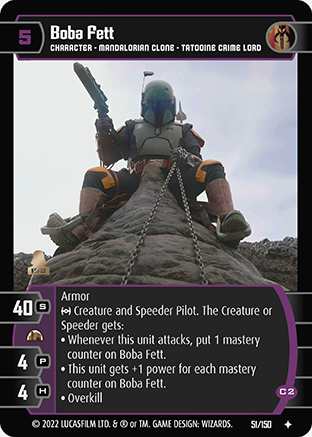 5
Boba Fett
CHARACTER • MANDALORIAN CLONE • TATOOINE CRIME LORD
40 S
4 P
4 H
Armor
Creature and Speeder Pilot. The Creature or
Speeder gets:
• Whenever this unit attacks, put 1 mastery
counter on Boba Fett.
• This unit gets +1 power for each mastery
counter on Boba Fett.
• Overkill
C2
© 2022 LUCASFILM LTD. & ® OR TM. GAME DESIGN: WIZARDS.
51/150